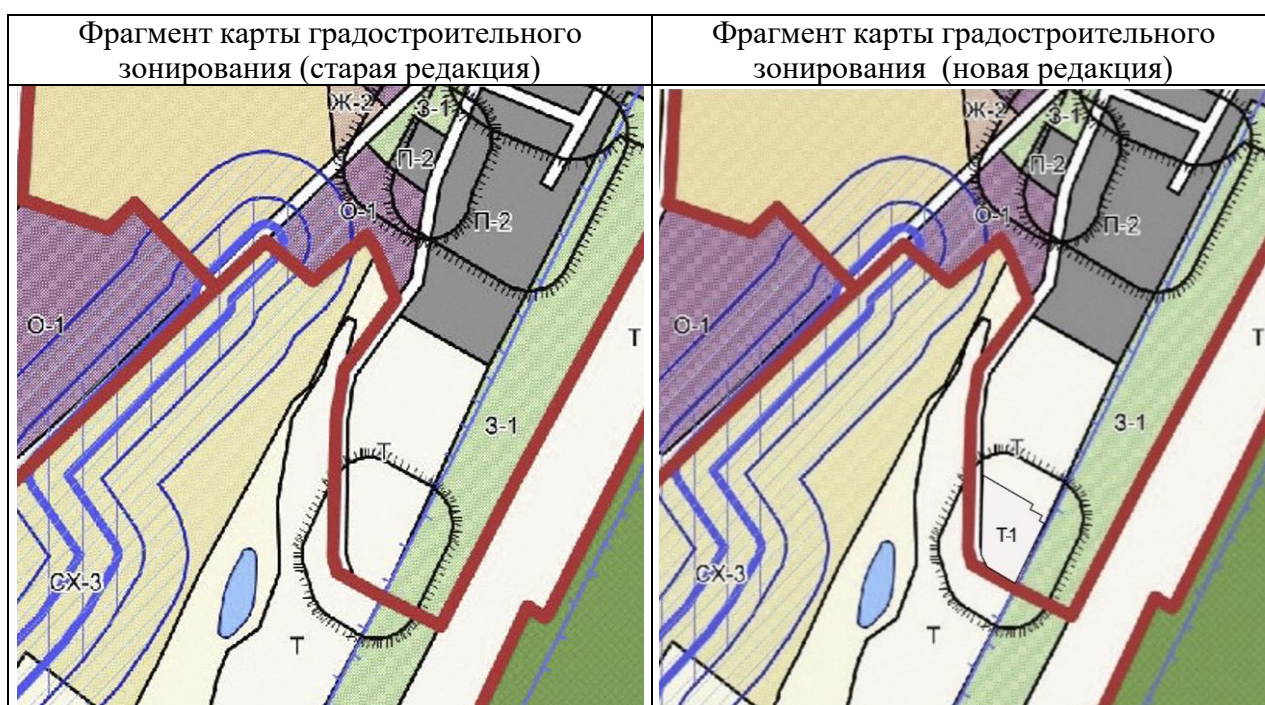 Фрагмент карты градостроительного
зонирования (старая редакция)
Фрагмент карты градостроительного
зонирования (новая редакция)
Ж-2
З-1
П-2
О-1
П-2
О-1
Т
З-1
Т
СХ-3
Т
Ж-2
З-1
П-2
О-1
П-2
О-1
Т
З-1
Т
Т-1
СХ-3
Т